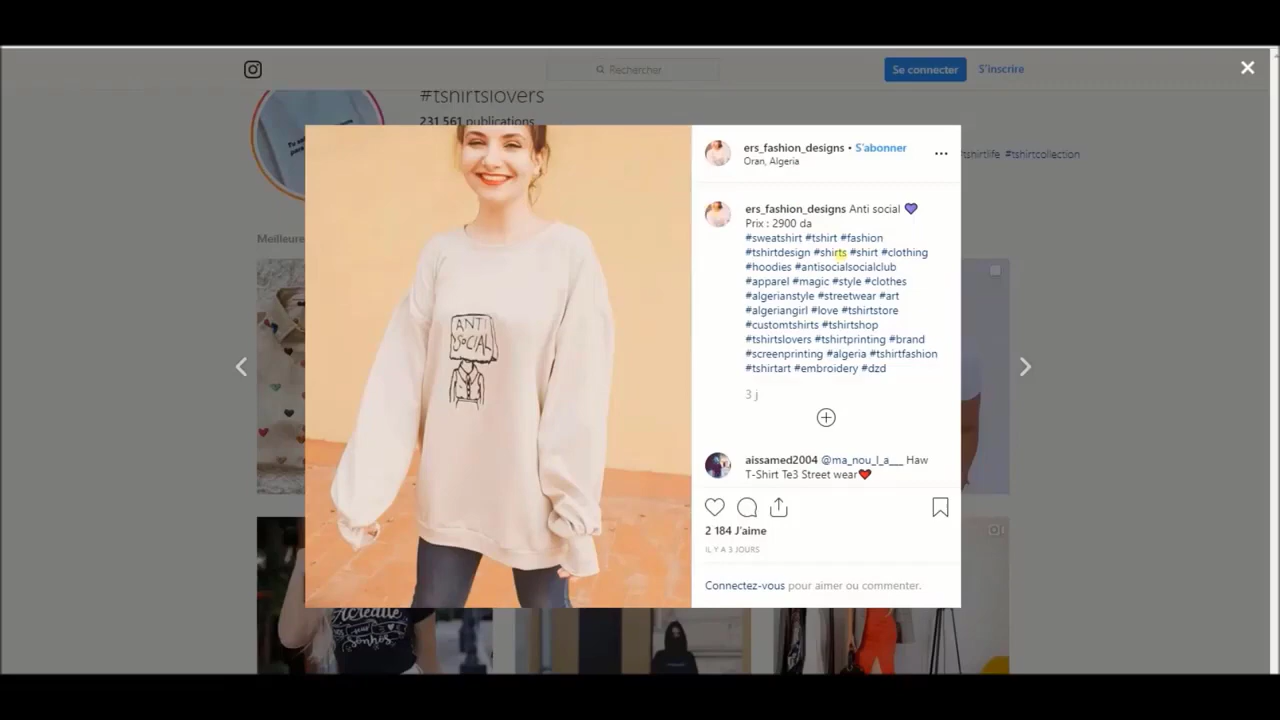 Rechercher
Se connecter
S'inscrire
#tshirtslovers
231 561 publications
#tshirtlife #tshirtcollection
ers_fashion_designs • S'abonner
Oran, Algeria
ers_fashion_designs Anti social 💜
Prix : 2900 da
#sweatshirt #tshirt #fashion
#tshirtdesign #shirts #shirt #clothing
#hoodies #antisocialsocialclub
#apparel #magic #style #clothes
#algerianstyle #streetwear #art
#algeriangirl #love #tshirtstore
#customtshirts #tshirtshop
#tshirtslovers #tshirtprinting #brand
#screenprinting #algeria #tshirtfashion
#tshirtart #embroidery #dzd
3 j
aissamed2004 @ma_nou_l_a___ Haw
T-Shirt Te3 Street wear❤️
2 184 J'aime
IL Y A 3 JOURS
Connectez-vous pour aimer ou commenter.
ANTI
SOCIAL
Meilleure
Acredite
Sonhos